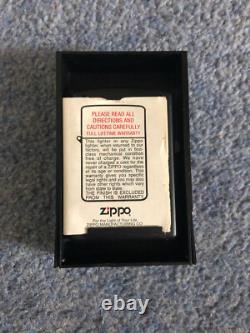 PLEASE READ ALL
DIRECTIONS AND
CAUTIONS CAREFULLY
FULL LIFETIME WARRANTY
This lighter or any Zippo
lighter, when returned to our
factory, will be put in first-
class mechanical condition
free of charge. We have
never charged a cent for the
repair of a ZIPPO regardless
of its age or condition. This
warranty gives you specific
legal rights and you may also
have other rights which vary
from state to state.
THE FINISH IS EXCLUDED
FROM THIS WARRANTY.
zippo
For the Light of Your Life.
ZIPPO MANUFACTURING CO